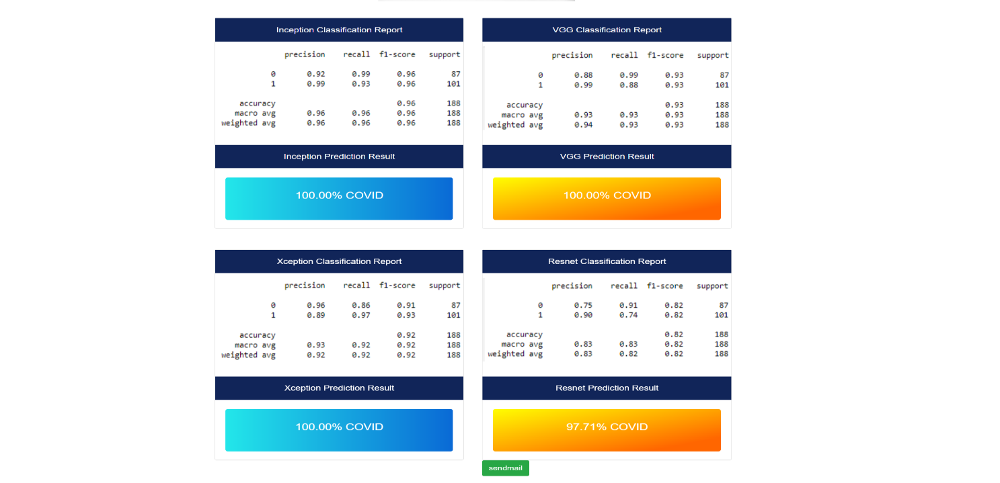 Inception Classification Report
precision recall f1-score support
0 0.92 0.99 0.96 87
1 0.99 0.93 0.96 101
accuracy 0.96 188
macro avg 0.96 0.96 0.96 188
weighted avg 0.96 0.96 0.96 188
Inception Prediction Result
100.00% COVID
VGG Classification Report
precision recall f1-score support
0 0.88 0.99 0.93 87
1 0.99 0.88 0.93 101
accuracy 0.93 188
macro avg 0.93 0.93 0.93 188
weighted avg 0.94 0.93 0.93 188
VGG Prediction Result
100.00% COVID
Xception Classification Report
precision recall f1-score support
0 0.96 0.86 0.91 87
1 0.89 0.97 0.93 101
accuracy 0.92 188
macro avg 0.93 0.92 0.92 188
weighted avg 0.92 0.92 0.92 188
Xception Prediction Result
100.00% COVID
Resnet Classification Report
precision recall f1-score support
0 0.75 0.91 0.82 87
1 0.90 0.74 0.82 101
accuracy 0.82 188
macro avg 0.83 0.83 0.82 188
weighted avg 0.83 0.82 0.82 188
Resnet Prediction Result
97.71% COVID
sendmail